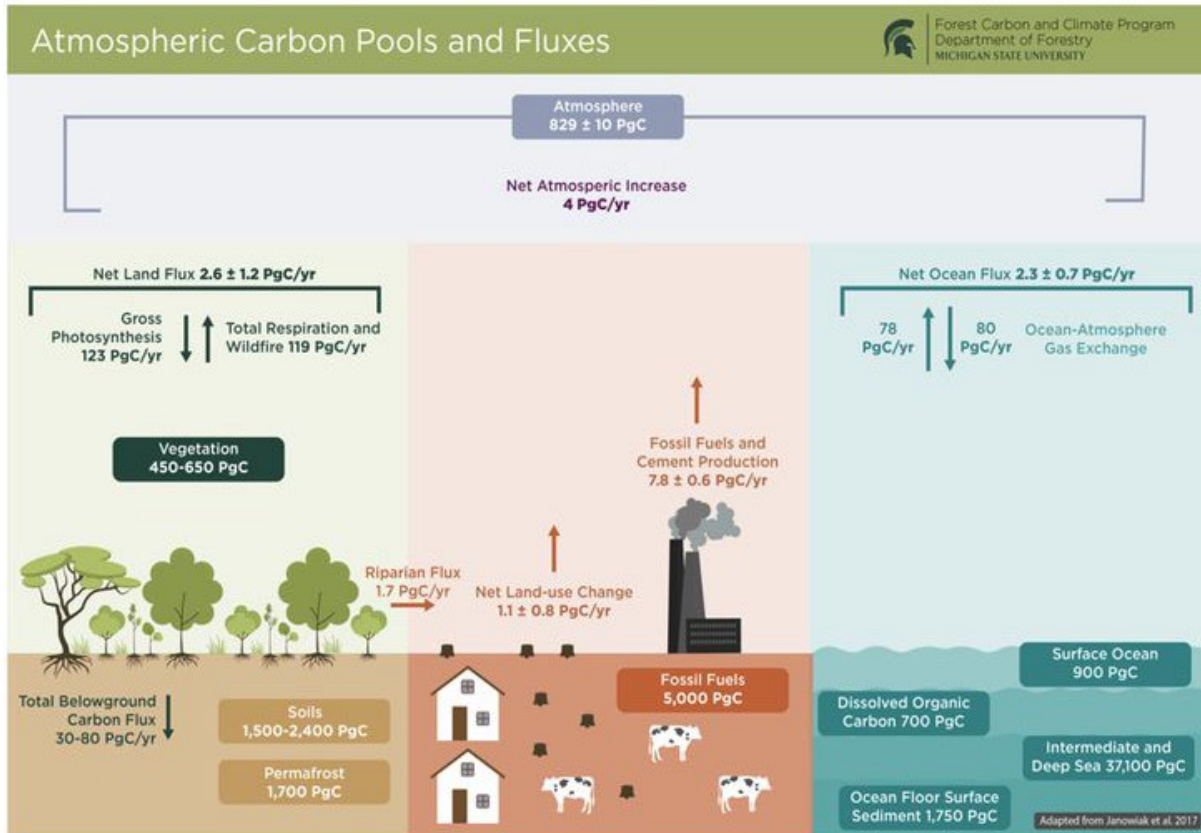 Atmospheric Carbon Pools and Fluxes
Forest Carbon and Climate Program
Department of Forestry
MICHIGAN STATE UNIVERSITY
Atmosphere
829 ± 10 PgC
Net Atmosperic Increase
4 PgC/yr
Net Land Flux 2.6 ± 1.2 PgC/yr
Gross
Photosynthesis
123 PgC/yr
Total Respiration and
Wildfire 119 PgC/yr
Vegetation
450-650 PgC
Riparian Flux
1.7 PgC/yr
Net Land-use Change
1.1 ± 0.8 PgC/yr
Fossil Fuels and
Cement Production
7.8 ± 0.6 PgC/yr
Net Ocean Flux 2.3 ± 0.7 PgC/yr
78
PgC/yr
80
PgC/yr
Ocean-Atmosphere
Gas Exchange
Total Belowground
Carbon Flux
30-80 PgC/yr
Soils
1,500-2,400 PgC
Permafrost
1,700 PgC
Fossil Fuels
5,000 PgC
Surface Ocean
900 PgC
Dissolved Organic
Carbon 700 PgC
Intermediate and
Deep Sea 37,100 PgC
Ocean Floor Surface
Sediment 1,750 PgC
Adapted from Janowiak et al. 2017